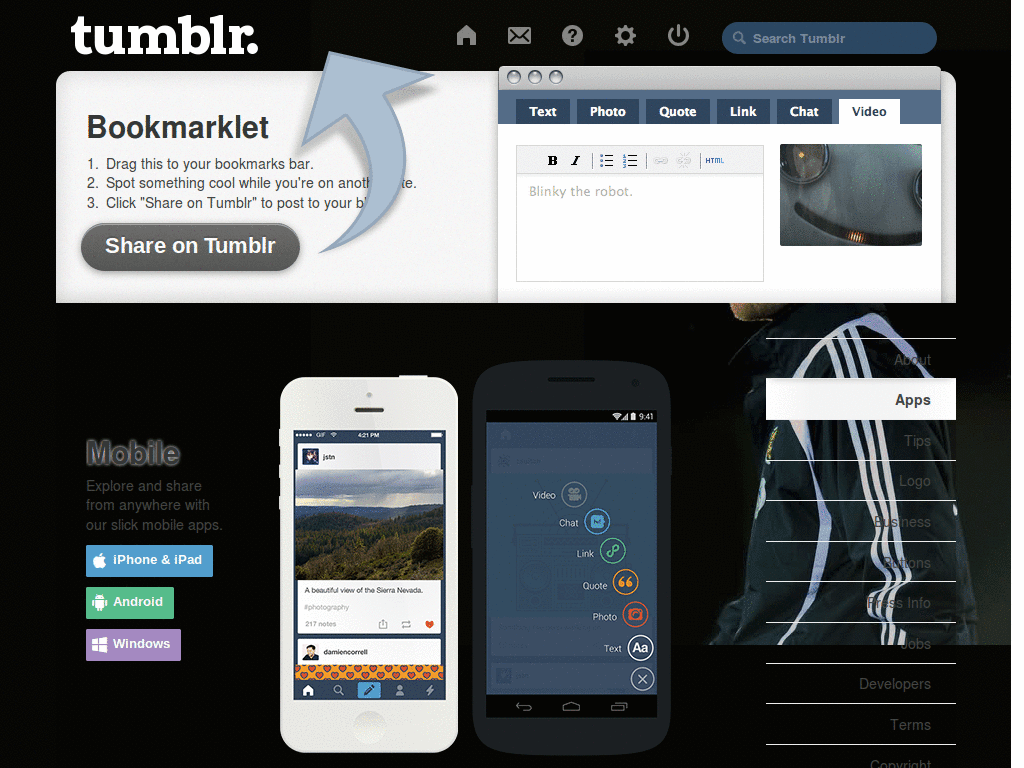 tumblr.
Search Tumblr
Bookmarklet
1. Drag this to your bookmarks bar.
2. Spot something cool while you're on anoth te.
3. Click "Share on Tumblr" to post to your bl
Share on Tumblr
Text Photo Quote Link Chat Video
B I HTML
Blinky the robot.
About
Apps
Tips
Logo
Business
Buttons
Press Info
Jobs
Developers
Terms
Copyright
Mobile
Explore and share
from anywhere with
our slick mobile apps.
iPhone & iPad
Android
Windows
GIF 4:21 PM
jstn
A beautiful view of the Sierra Nevada.
#photography
217 notes
damiencorrell
9:41
Video
Chat
Link
Quote
Photo
Text Aa